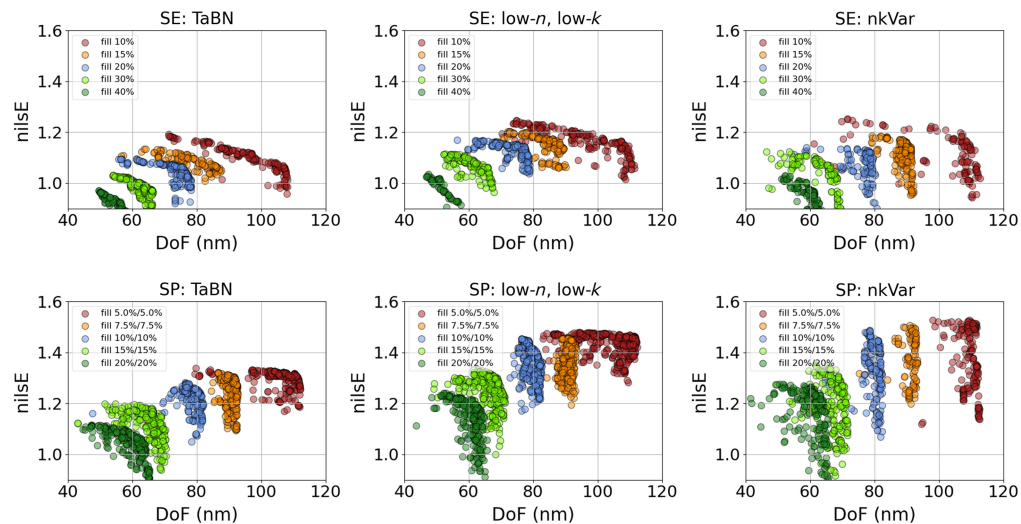 SE: TaBN
1.6
1.4
1.2
1.0
nilsE
fill 10%
fill 15%
fill 20%
fill 30%
fill 40%
40 60 80 100 120
DoF (nm)
SE: low-n, low-k
nilsE
fill 10%
fill 15%
fill 20%
fill 30%
fill 40%
1.6
1.4
1.2
1.0
40 60 80 100 120
DoF (nm)
SE: nkVar
nilsE
fill 10%
fill 15%
fill 20%
fill 30%
fill 40%
1.6
1.4
1.2
1.0
40 60 80 100 120
DoF (nm)
SP: TaBN
1.6
1.4
1.2
1.0
nilsE
fill 5.0%/5.0%
fill 7.5%/7.5%
fill 10%/10%
fill 15%/15%
fill 20%/20%
40 60 80 100 120
DoF (nm)
SP: low-n, low-k
1.6
1.4
1.2
1.0
nilsE
fill 5.0%/5.0%
fill 7.5%/7.5%
fill 10%/10%
fill 15%/15%
fill 20%/20%
40 60 80 100 120
DoF (nm)
SP: nkVar
1.6
1.4
1.2
1.0
nilsE
fill 5.0%/5.0%
fill 7.5%/7.5%
fill 10%/10%
fill 15%/15%
fill 20%/20%
40 60 80 100 120
DoF (nm)